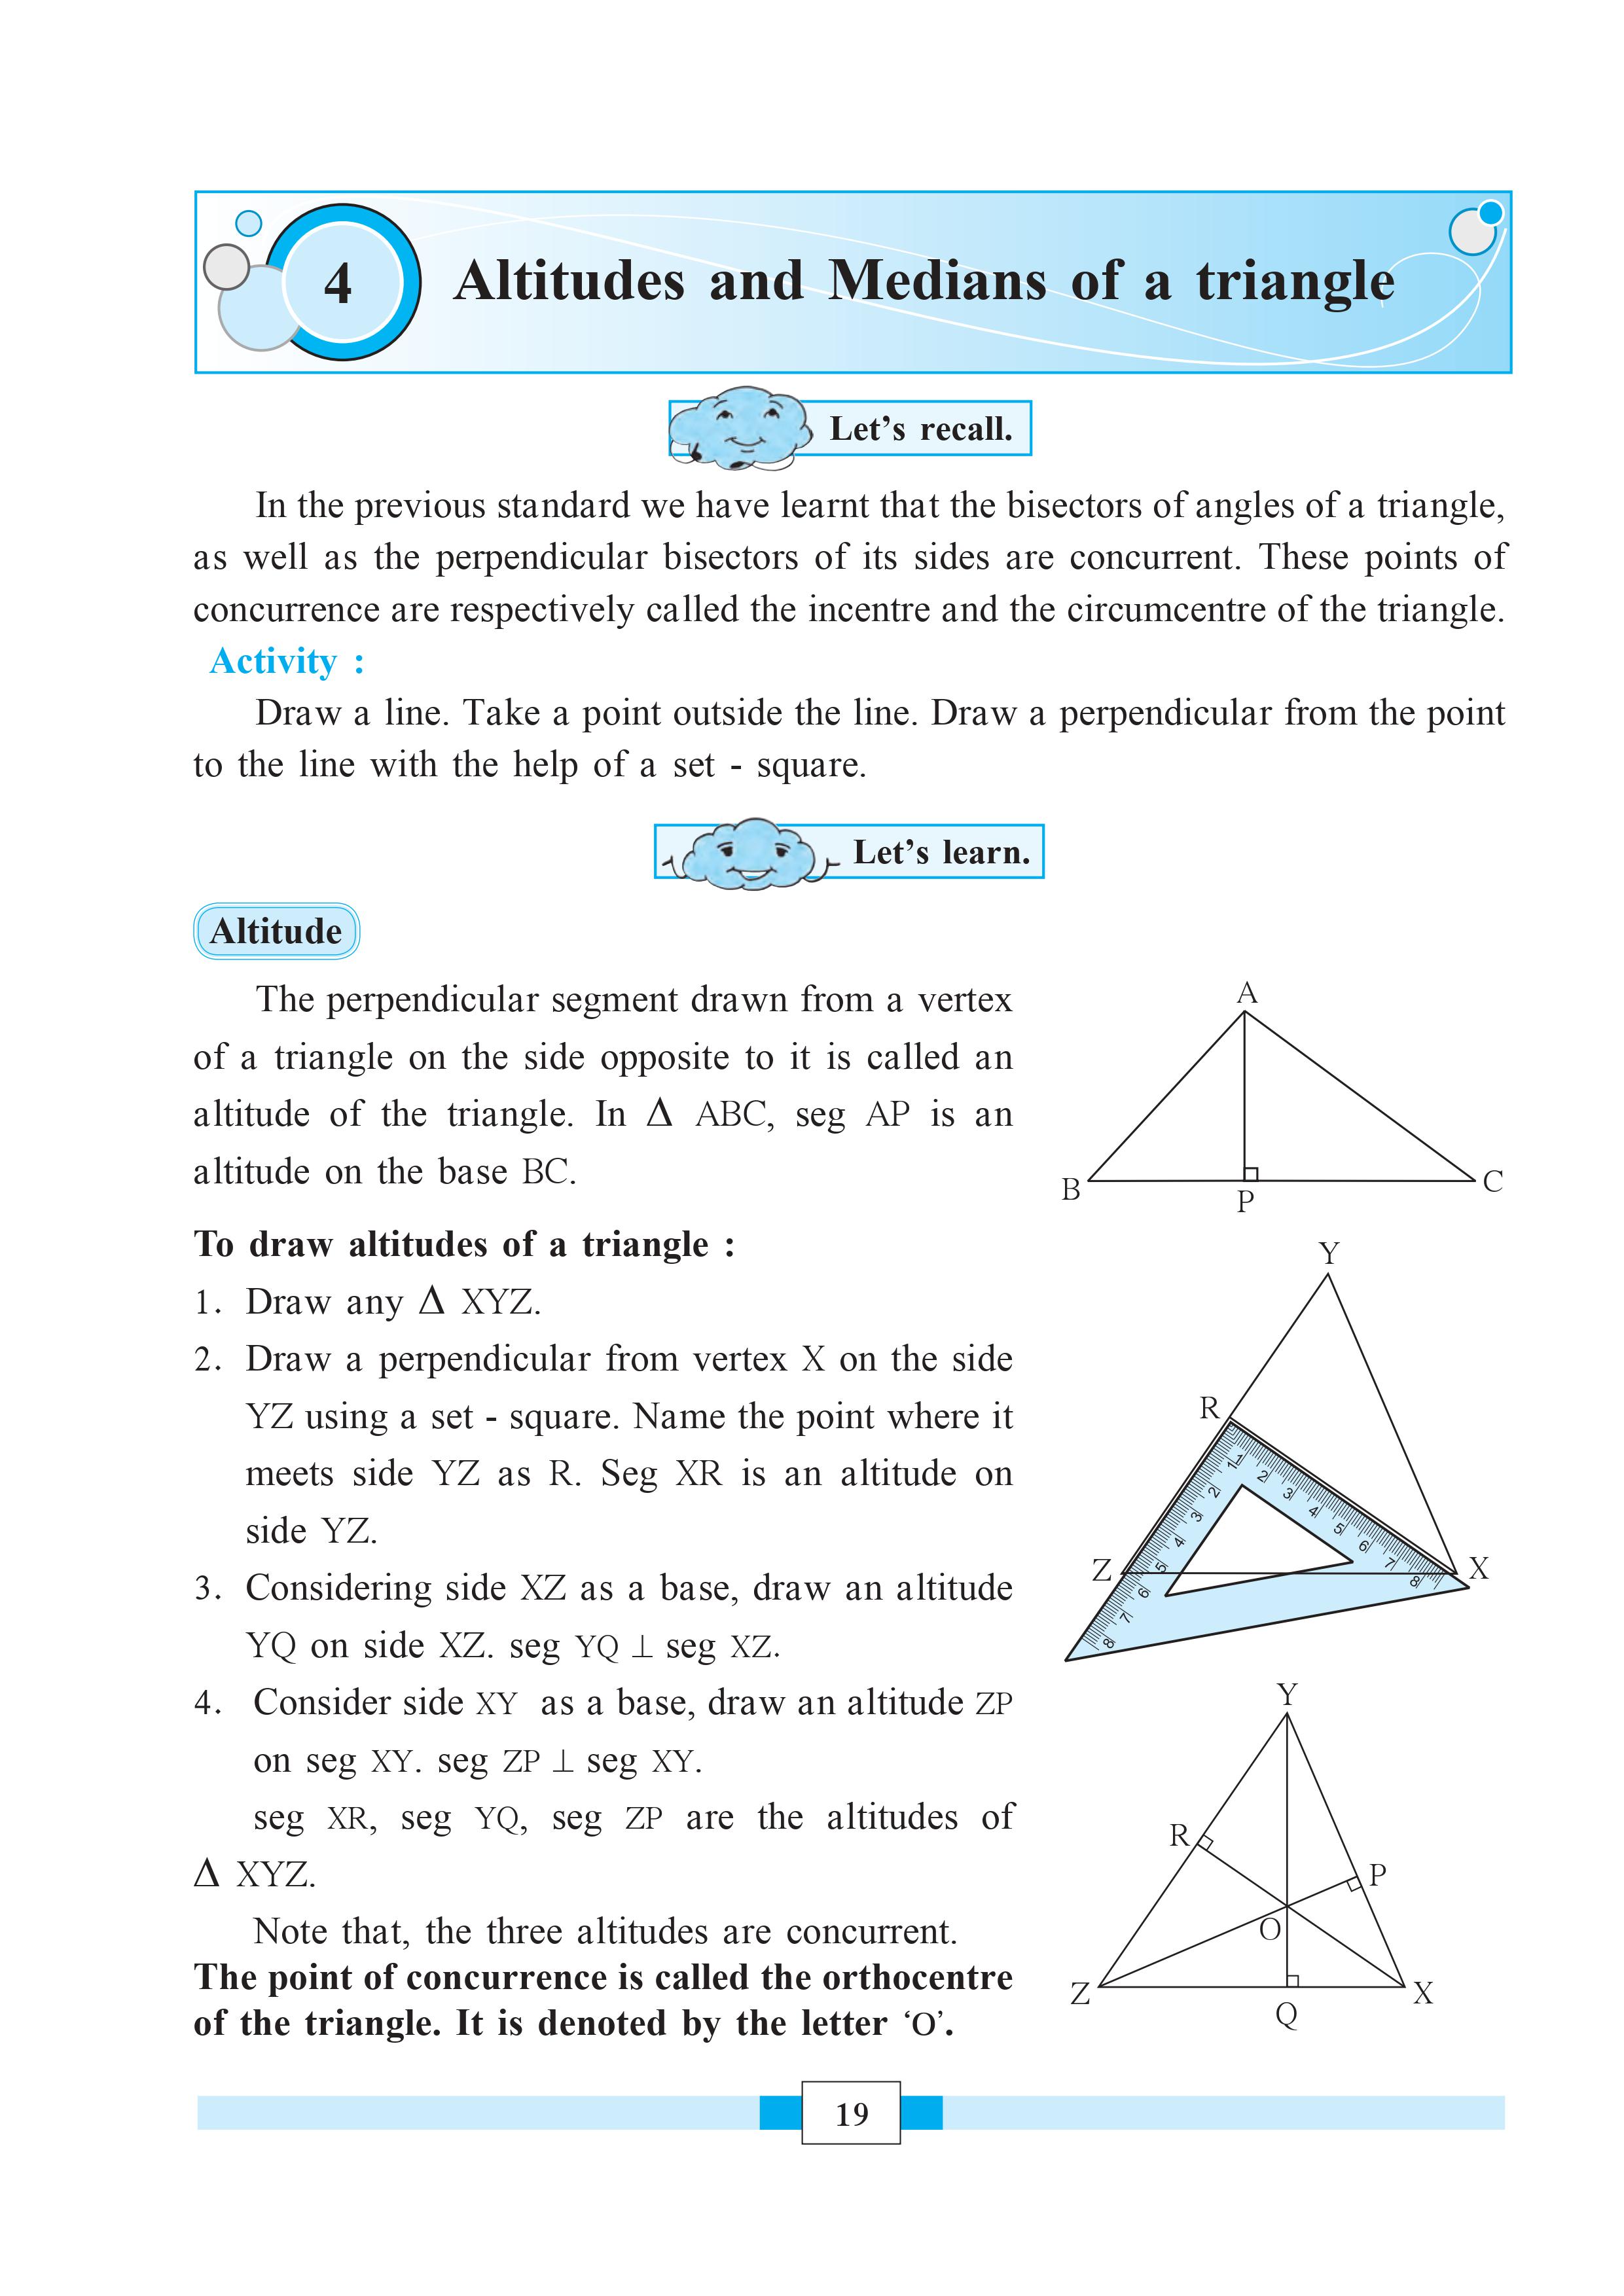 4
Altitudes and Medians of a triangle
Let’s recall.
In the previous standard we have learnt that the bisectors of angles of a triangle,
as well as the perpendicular bisectors of its sides are concurrent. These points of
concurrence are respectively called the incentre and the circumcentre of the triangle.
Activity :
Draw a line. Take a point outside the line. Draw a perpendicular from the point
to the line with the help of a set - square.
Let’s learn.
Altitude
The perpendicular segment drawn from a vertex
of a triangle on the side opposite to it is called an
altitude of the triangle. In Δ ABC, seg AP is an
altitude on the base BC.
A
B
P
C
To draw altitudes of a triangle :
1. Draw any Δ XYZ.
2. Draw a perpendicular from vertex X on the side
YZ using a set - square. Name the point where it
meets side YZ as R. Seg XR is an altitude on
side YZ.
3. Considering side XZ as a base, draw an altitude
YQ on side XZ. seg YQ ⊥ seg XZ.
4. Consider side XY as a base, draw an altitude ZP
on seg XY. seg ZP ⊥ seg XY.
seg XR, seg YQ, seg ZP are the altitudes of
Δ XYZ.
Note that, the three altitudes are concurrent.
The point of concurrence is called the orthocentre
of the triangle. It is denoted by the letter ‘O’.
Y
R
Z
X
1 2 3 4 5 6 7 8
1 2 3 4 5 6 7 8
Y
R
P
O
Z
Q
X
19